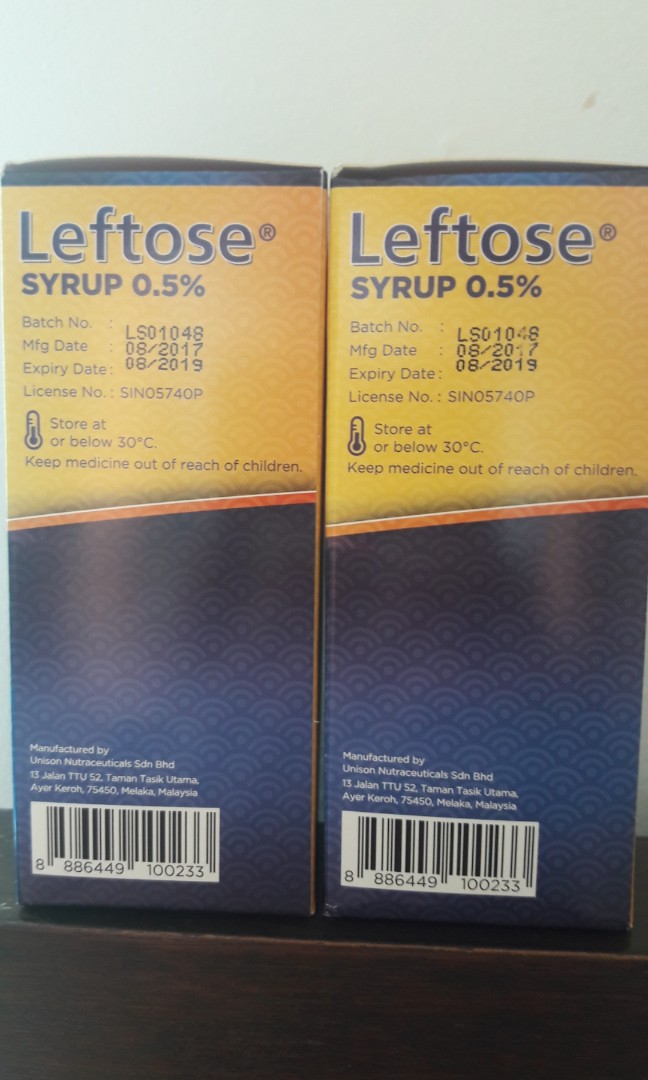 Leftose®
SYRUP 0.5%
Batch No. : LS01048
Mfg Date : 08/2017
Expiry Date : 08/2019
License No. : SIN05740P
Store at
or below 30°C.
Keep medicine out of reach of children.
Manufactured by
Unison Nutraceuticals Sdn Bhd
13 Jalan TTU 52, Taman Tasik Utama,
Ayer Keroh, 75450, Melaka, Malaysia
8 886449 100233
Leftose®
SYRUP 0.5%
Batch No. : LS01048
Mfg Date : 08/2017
Expiry Date : 08/2019
License No. : SIN05740P
Store at
or below 30°C.
Keep medicine out of reach of children.
Manufactured by
Unison Nutraceuticals Sdn Bhd
13 Jalan TTU 52, Taman Tasik Utama,
Ayer Keroh, 75450, Melaka, Malaysia
8 886449 100233